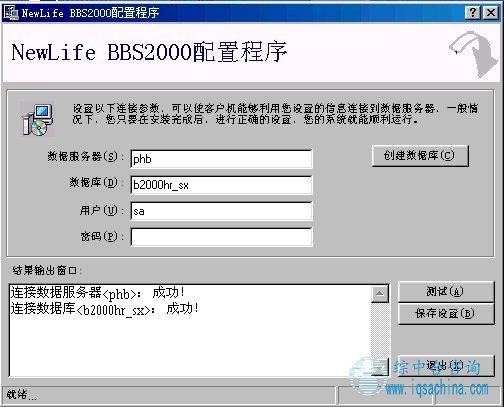 NewLife BBS2000配置程序
NewLife BBS2000配置程序
设置以下连接参数，可以使客户机能够利用您设置的信息连接到数据服务器，一般情
况下，您只要在安装完成后，进行正确的设置，您的系统就能顺利运行。
数据服务器(S)： phb
创建数据库(C)
数据库(D)： b2000hr_sx
用户(U)： sa
密码(P)：
结果输出窗口：
连接数据服务器<phb>： 成功！
连接数据库<b2000hr_sx>： 成功！
测试(A)
保存设置(B)
退出(X)
综中合咨询
www.iqsachina.com
就绪...